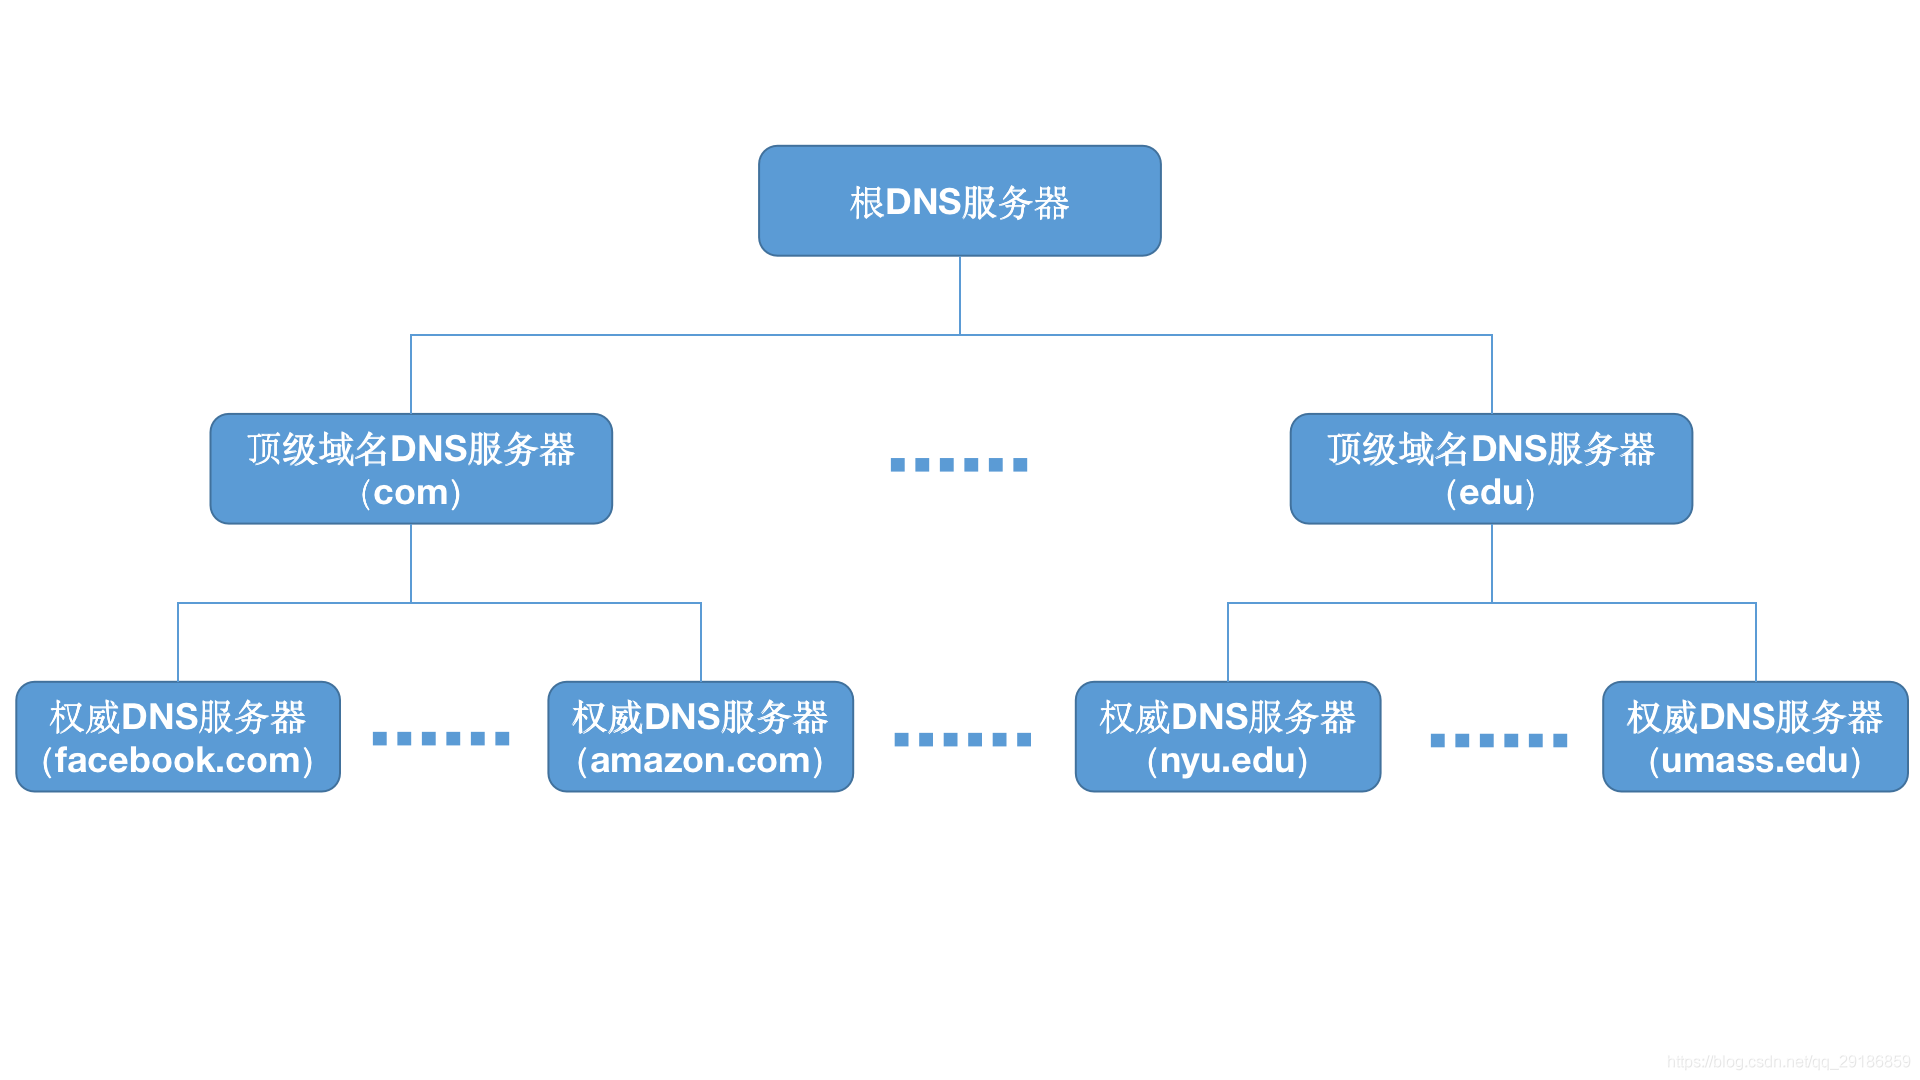 根DNS服务器
顶级域名DNS服务器
（com）
顶级域名DNS服务器
（edu）
权威DNS服务器
（facebook.com）
权威DNS服务器
（amazon.com）
权威DNS服务器
（nyu.edu）
权威DNS服务器
（umass.edu）
https://blog.csdn.net/qq_29186859